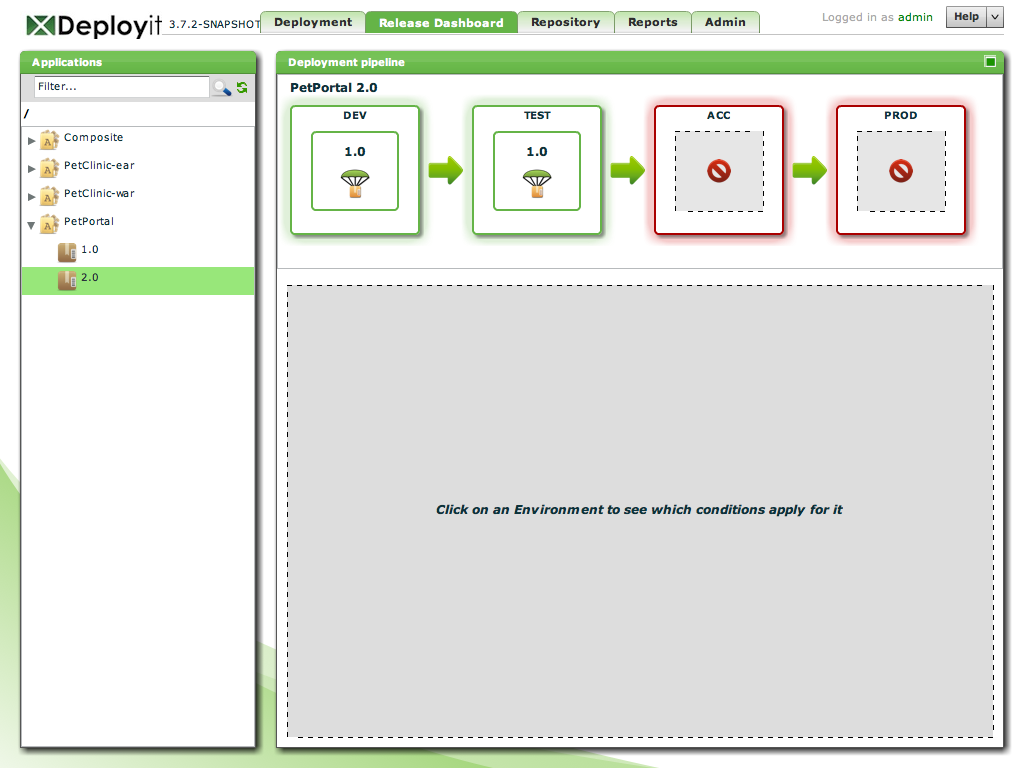 Deployit 3.7.2-SNAPSHOT
Deployment
Release Dashboard
Repository
Reports
Admin
Logged in as admin
Help
Applications
Filter...
/
Composite
PetClinic-ear
PetClinic-war
PetPortal
1.0
2.0
Deployment pipeline
PetPortal 2.0
DEV
1.0
TEST
1.0
ACC
PROD
Click on an Environment to see which conditions apply for it